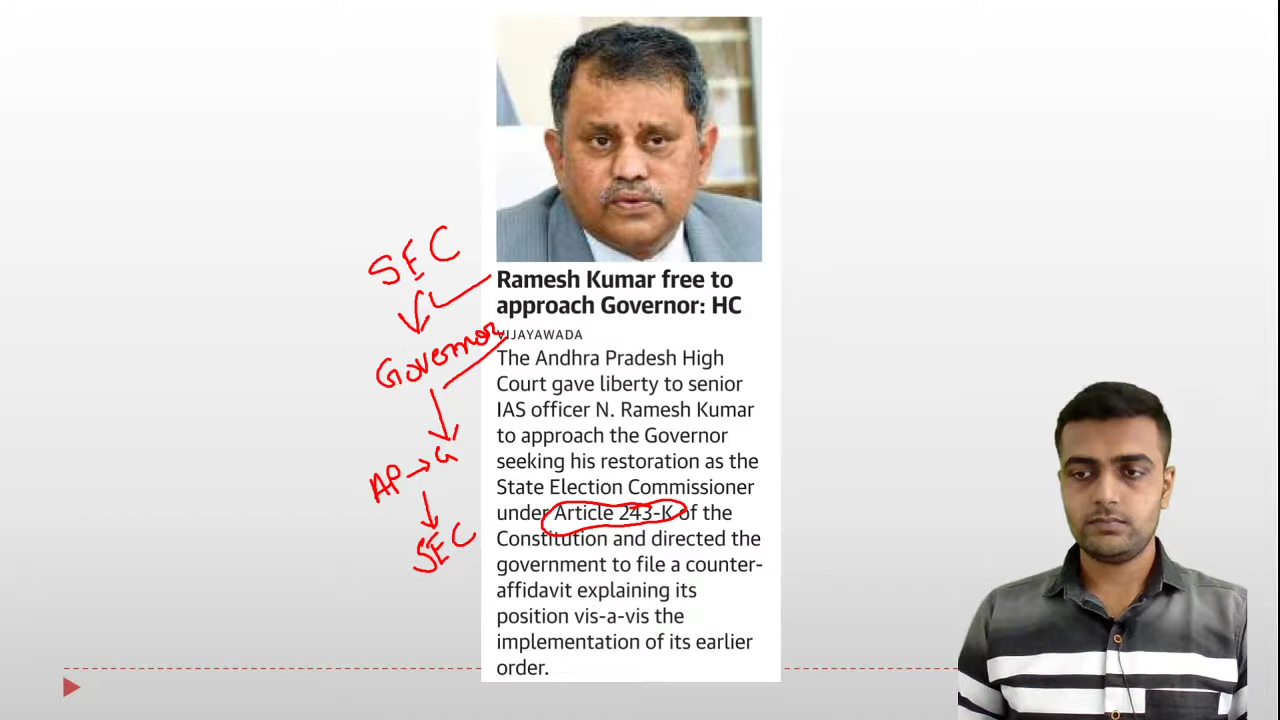 SEC
Governor
AP → G
SEC
Ramesh Kumar free to
approach Governor: HC
VIJAYAWADA
The Andhra Pradesh High
Court gave liberty to senior
IAS officer N. Ramesh Kumar
to approach the Governor
seeking his restoration as the
State Election Commissioner
under Article 243-K of the
Constitution and directed the
government to file a counter-
affidavit explaining its
position vis-a-vis the
implementation of its earlier
order.